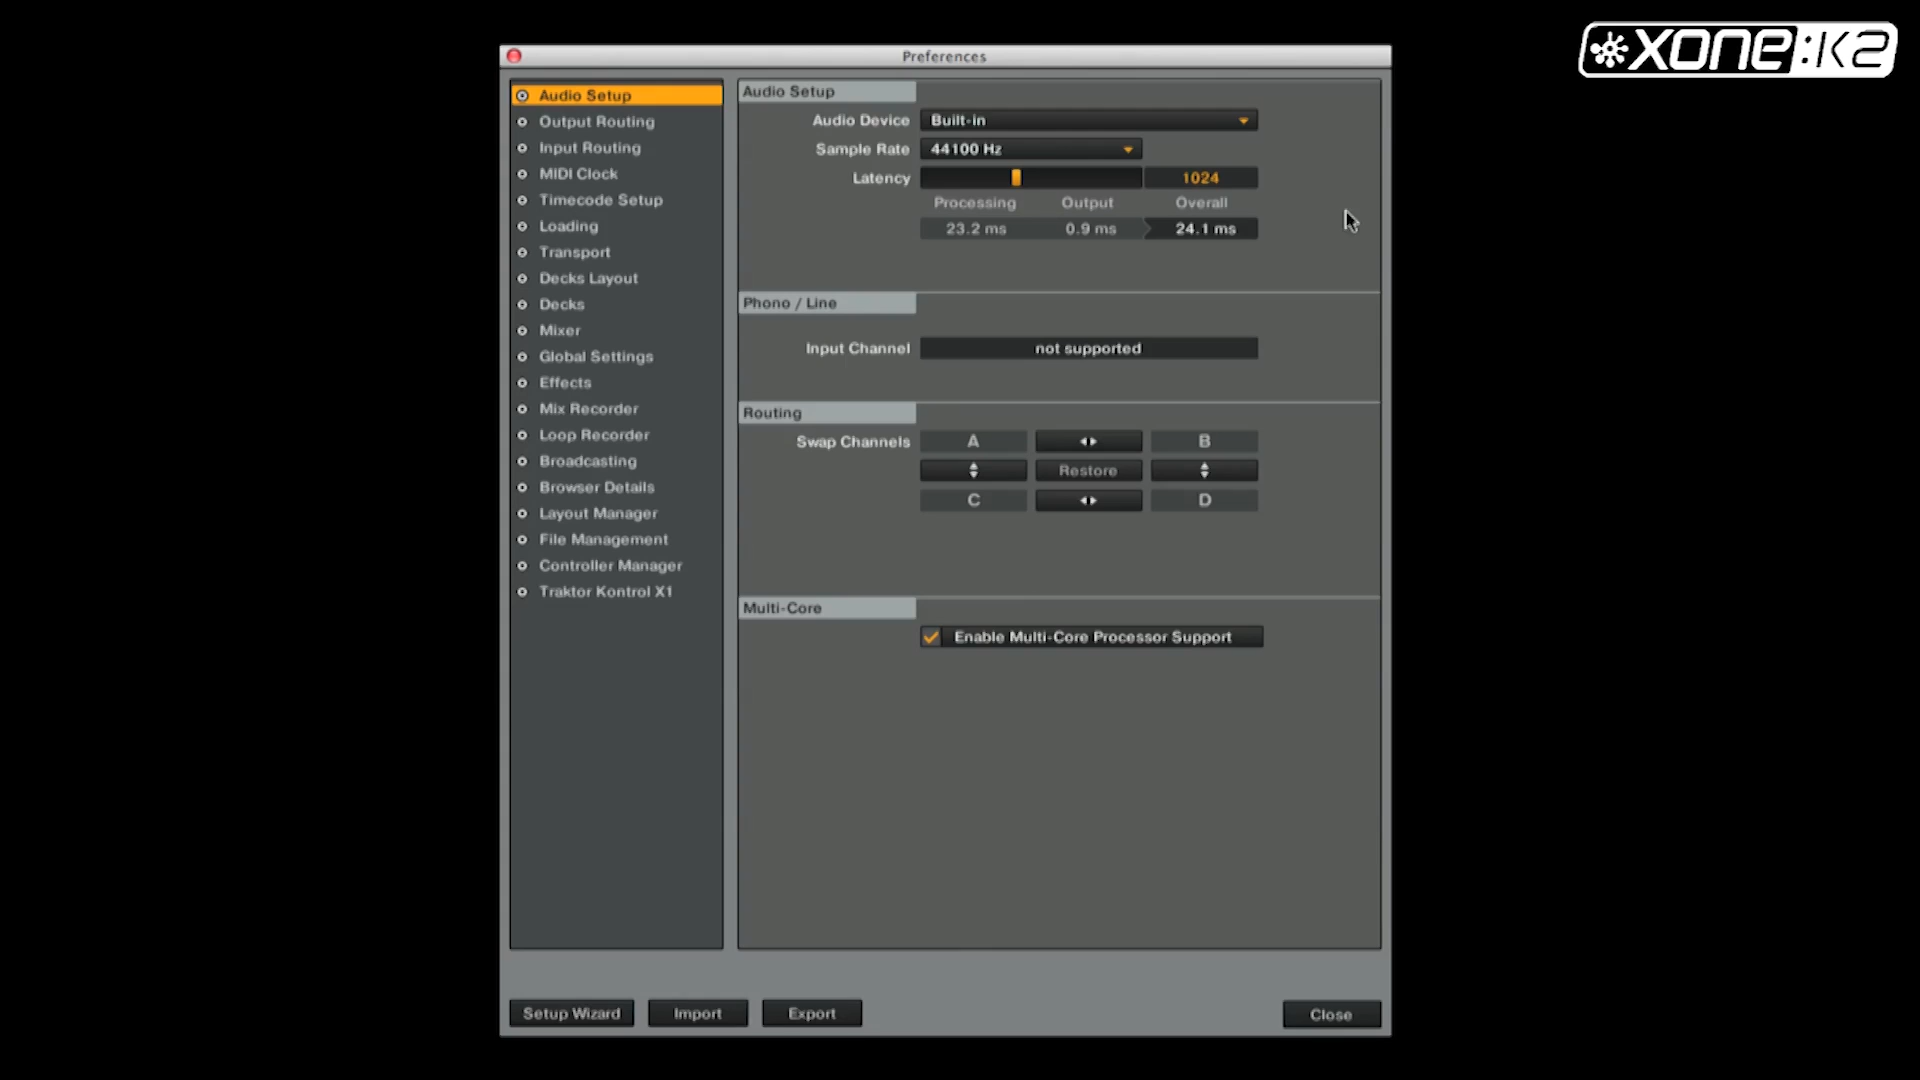 XONE:K2
Preferences
Audio Setup
Output Routing
Input Routing
MIDI Clock
Timecode Setup
Loading
Transport
Decks Layout
Decks
Mixer
Global Settings
Effects
Mix Recorder
Loop Recorder
Broadcasting
Browser Details
Layout Manager
File Management
Controller Manager
Traktor Kontrol X1
Audio Setup
Audio Device Built-in
Sample Rate 44100 Hz
Latency 1024
Processing Output Overall
23.2 ms 0.9 ms 24.1 ms
Phono / Line
Input Channel not supported
Routing
Swap Channels A B
Restore
C D
Multi-Core
Enable Multi-Core Processor Support
Setup Wizard Import Export Close